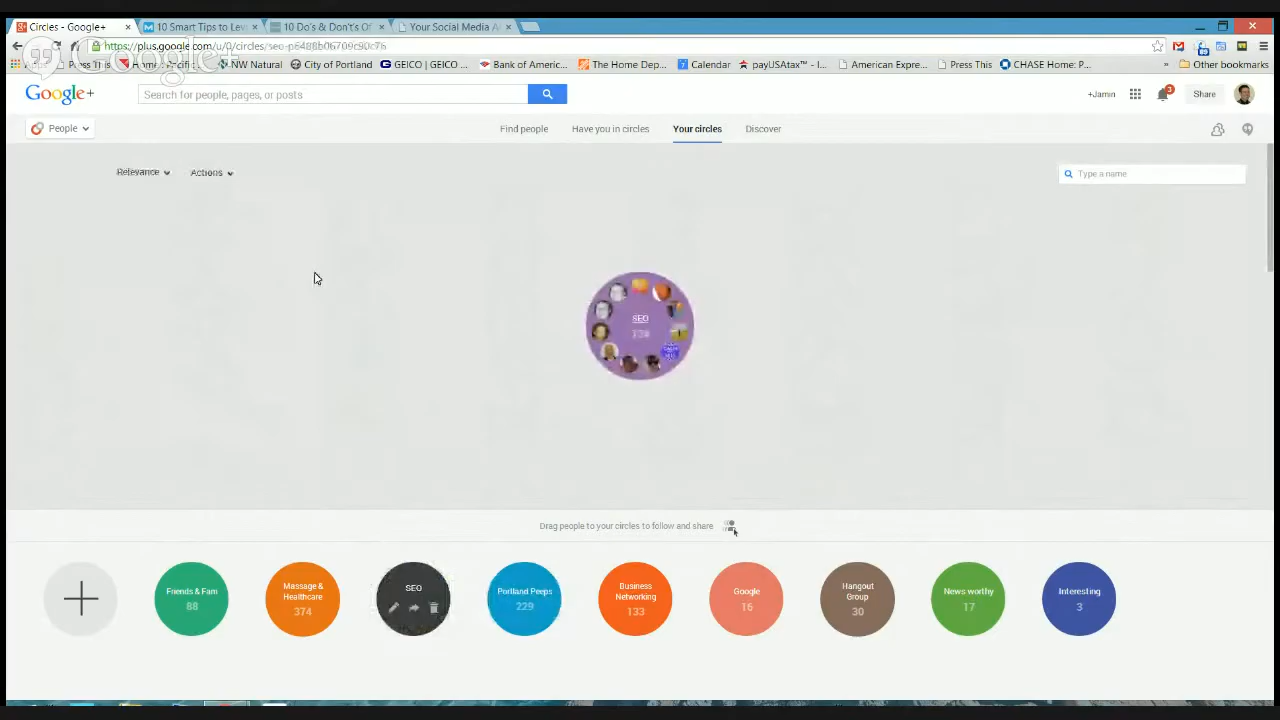 Circles - Google+ × 10 Smart Tips to Lev × 10 Do's & Don'ts Of × Your Social Media A ×
https://plus.google.com/u/0/circles/
Press This NW Natural City of Portland GEICO | GEICO ... Bank of America... The Home Dep... Calendar payUSAtax™ - I... American Expre... Press This CHASE Home: P... » Other bookmarks
Google+ Search for people, pages, or posts +Jamin 3 Share
People Find people Have you in circles Your circles Discover
Relevance Actions Type a name
SEO
Drag people to your circles to follow and share
Friends & Fam
88
Massage &
Healthcare
374
SEO
Portland Peeps
229
Business
Networking
133
Google
16
Hangout
Group
30
News worthy
17
Interesting
3